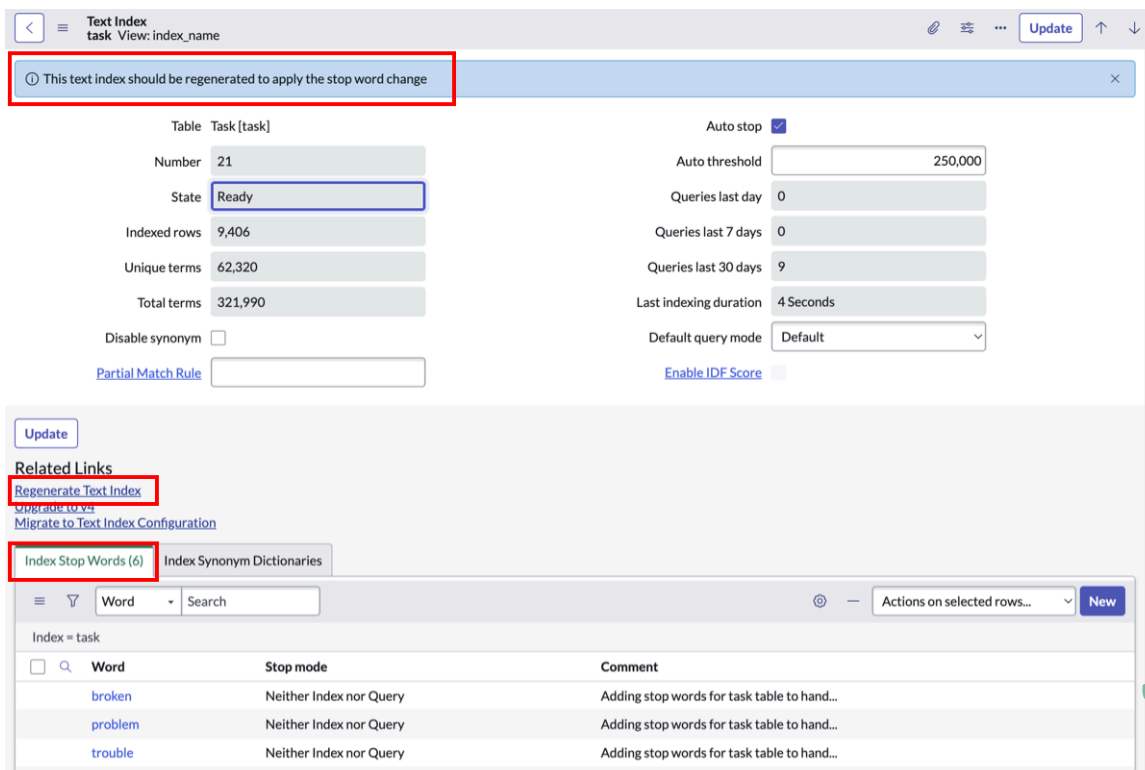 Text Index
task View: index_name
Update
This text index should be regenerated to apply the stop word change
Table Task [task]
Auto stop
Number 21
Auto threshold 250,000
State Ready
Queries last day 0
Indexed rows 9,406
Queries last 7 days 0
Unique terms 62,320
Queries last 30 days 9
Total terms 321,990
Last indexing duration 4 Seconds
Disable synonym
Default query mode Default
Partial Match Rule
Enable IDF Score
Update
Related Links
Regenerate Text Index
Upgrade to v4
Migrate to Text Index Configuration
Index Stop Words (6) Index Synonym Dictionaries
Word Search Actions on selected rows... New
Index = task
Word Stop mode Comment
broken Neither Index nor Query Adding stop words for task table to hand...
problem Neither Index nor Query Adding stop words for task table to hand...
trouble Neither Index nor Query Adding stop words for task table to hand...